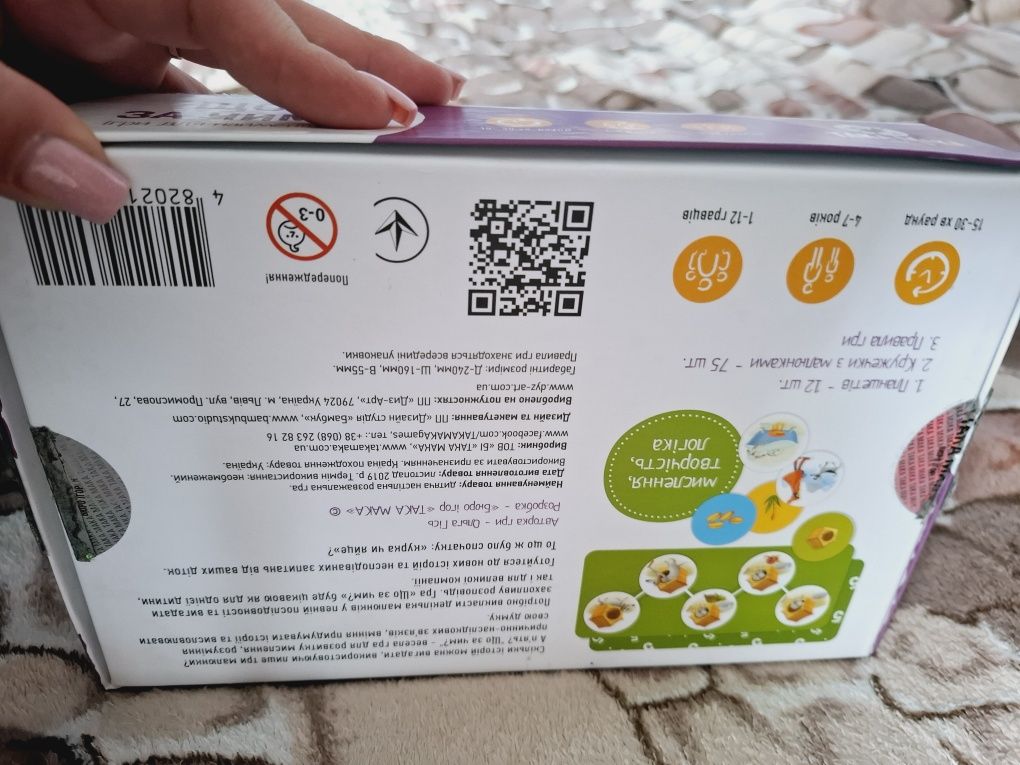 Скільки історій можна вигадати, використовуючи лише три малюнки?
А п'ять? "Що за чим?" - весела гра для розвитку мислення, розуміння
причинно-наслідкових зв'язків, вміння придумувати історії та висловлювати
свою думку
Потрібно викласти декілька малюнків у певній послідовності та вигадати
захопливу розповідь. Гра «Що за чим?» буде цікавою як для однієї дитини,
так і для великої компанії.
Готуйтеся до нових історій та несподіваних запитань від ваших діток.
То що ж було спочатку: «курка» чи яйце»?
Авторка гри - Ольга Гісь
Розробка - «Бюро ігор «ТАКА МАКА» ©
Найменування товару: дитяча настільна розважальна гра.
Дата виготовлення товару: листопад 2019 р. Термін використання: необмежений.
Використовувати за призначенням. Країна походження товару: Україна.
Виробник: ТОВ «БІ «ТАКА МАКА», www.takamaka.com.ua
www.facebook.com/TAKAMAKAgames, тел.: +38 (068) 263 82 16
Дизайн та макетування: ПП «Дизайн студія «Бамбук», www.bambukstudio.com
Вироблено на потужностях: ПП «Диз-Арт», 79024 Україна, м. Львів, вул. Промислова, 27,
www.dyz-art.com.ua
Габаритні розміри: Д-240мм, Ш-160мм, В-55мм.
Правила гри знаходяться всередині упаковки.
мислення,
творчість,
логіка
1. Планшетів - 12 шт.
2. Кружечки з малюнками - 75 шт.
3. Правила гри
15-30 хв раунд
4-7 років
1-12 гравців
Попередження!
0-3
4 82021